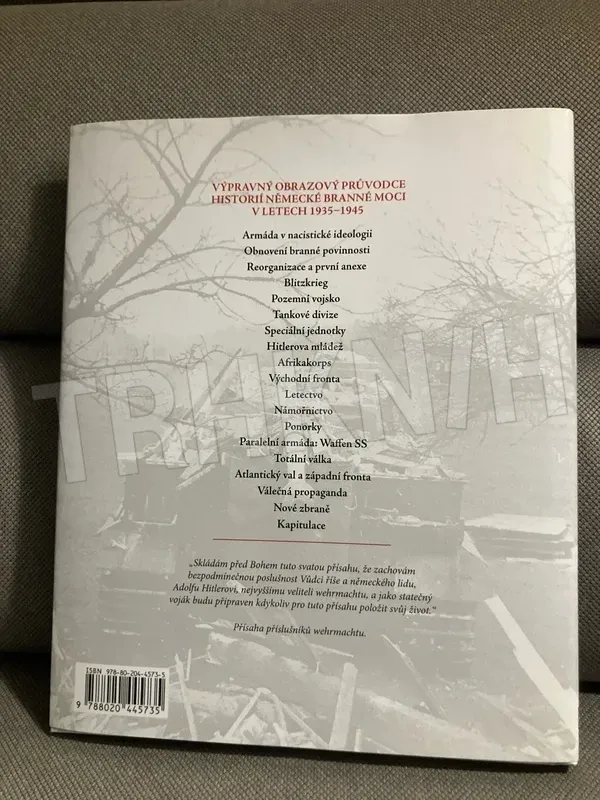 VÝPRAVNÝ OBRAZOVÝ PRŮVODCE
HISTORIÍ NĚMECKÉ BRANNÉ MOCI
V LETECH 1935–1945
Armáda v nacistické ideologii
Obnovení branné povinnosti
Reorganizace a první anexe
Blitzkrieg
Pozemní vojsko
Tankové divize
Speciální jednotky
Hitlerova mládež
Afrikakorps
Východní fronta
Letectvo
Námořnictvo
Ponorky
Paralelní armáda: Waffen SS
Totální válka
Atlantický val a západní fronta
Válečná propaganda
Nové zbraně
Kapitulace
„Skládám před Bohem tuto svatou přísahu, že zachovám
bezpodmínečnou poslušnost Vůdci říše a německého lidu,
Adolfu Hitlerovi, nejvyššímu veliteli wehrmachtu, a jako statečný
voják budu připraven kdykoliv pro tuto přísahu položit svůj život.“
Přísaha příslušníků wehrmachtu.
ISBN 978-80-204-4573-5
9 788020 445735